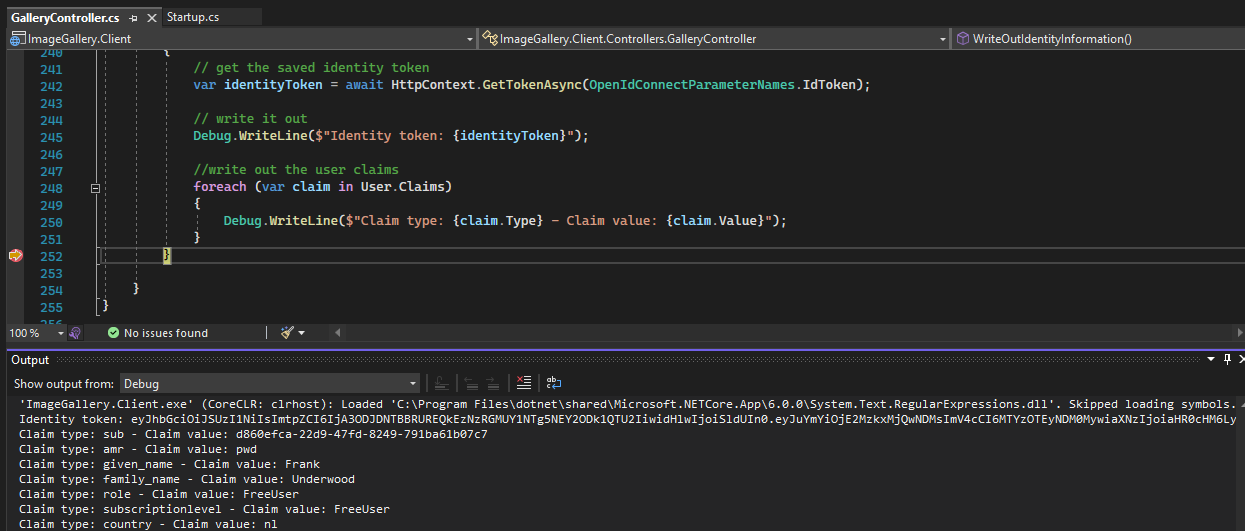 GalleryController.cs
Startup.cs
ImageGallery.Client
ImageGallery.Client.Controllers.GalleryController
WriteOutIdentityInformation()
240 {
241 // get the saved identity token
242 var identityToken = await HttpContext.GetTokenAsync(OpenIdConnectParameterNames.IdToken);
243
244 // write it out
245 Debug.WriteLine($"Identity token: {identityToken}");
246
247 //write out the user claims
248 foreach (var claim in User.Claims)
249 {
250 Debug.WriteLine($"Claim type: {claim.Type} - Claim value: {claim.Value}");
251 }
252 }
253
254 }
255 }
256
100 %
No issues found
Output
Show output from: Debug
'ImageGallery.Client.exe' (CoreCLR: clrhost): Loaded 'C:\Program Files\dotnet\shared\Microsoft.NETCore.App\6.0.0\System.Text.RegularExpressions.dll'. Skipped loading symbols.
Identity token:
Claim type: sub - Claim value: d860efca-22d9-47fd-8249-791ba61b07c7
Claim type: amr - Claim value: pwd
Claim type: given_name - Claim value: Frank
Claim type: family_name - Claim value: Underwood
Claim type: role - Claim value: FreeUser
Claim type: subscriptionlevel - Claim value: FreeUser
Claim type: country - Claim value: nl